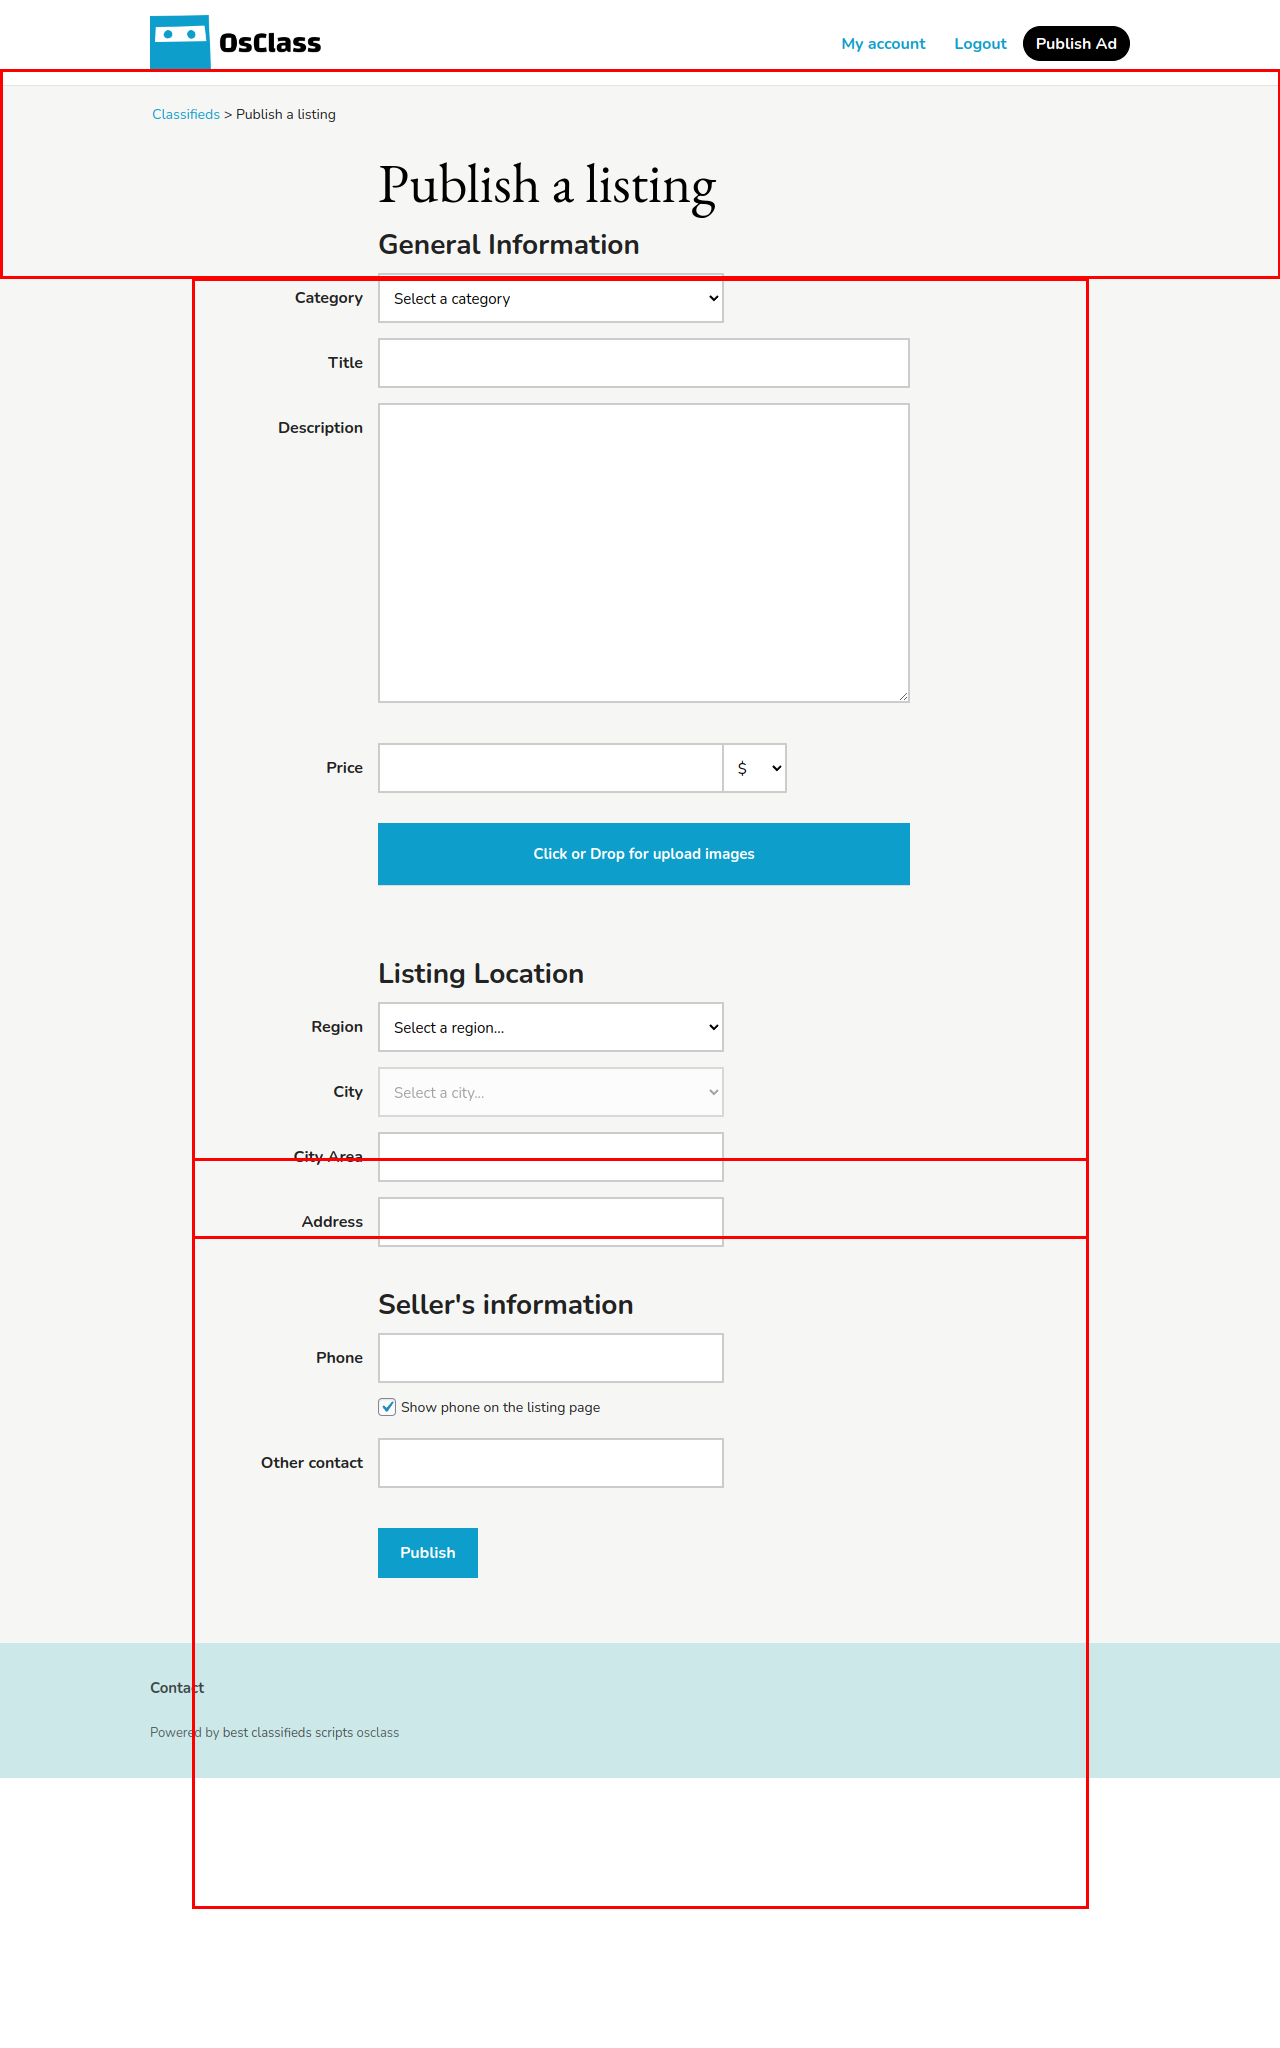 OsClass
My account Logout Publish Ad
Classifieds > Publish a listing
Publish a listing
General Information
Category Select a category
Title
Description
Price $
Click or Drop for upload images
Listing Location
Region Select a region...
City Select a city...
City Area
Address
Seller's information
Phone
Show phone on the listing page
Other contact
Publish
Contact
Powered by best classifieds scripts osclass